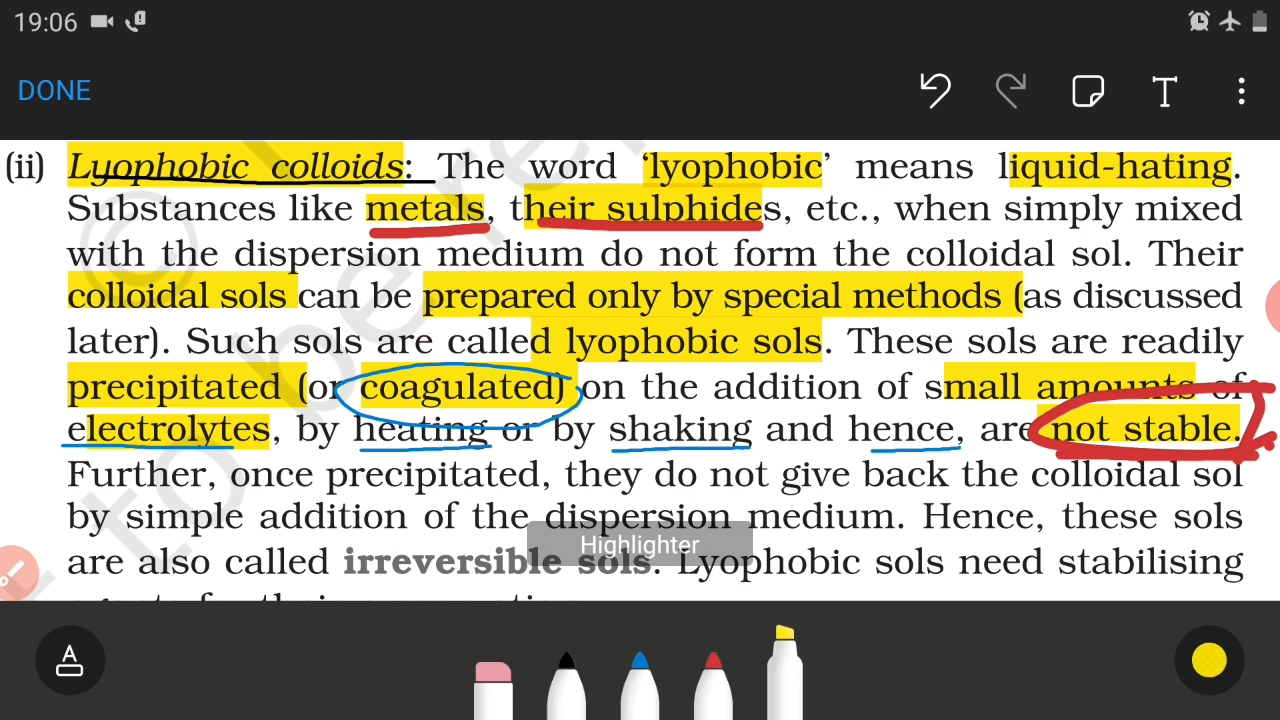 19:06
DONE
T
(ii) Lyophobic colloids: The word ‘lyophobic’ means liquid-hating.
Substances like metals, their sulphides, etc., when simply mixed
with the dispersion medium do not form the colloidal sol. Their
colloidal sols can be prepared only by special methods (as discussed
later). Such sols are called lyophobic sols. These sols are readily
precipitated (or coagulated) on the addition of small amounts of
electrolytes, by heating or by shaking and hence, are not stable.
Further, once precipitated, they do not give back the colloidal sol
by simple addition of the dispersion medium. Hence, these sols
Highlighter
are also called irreversible sols. Lyophobic sols need stabilising
A